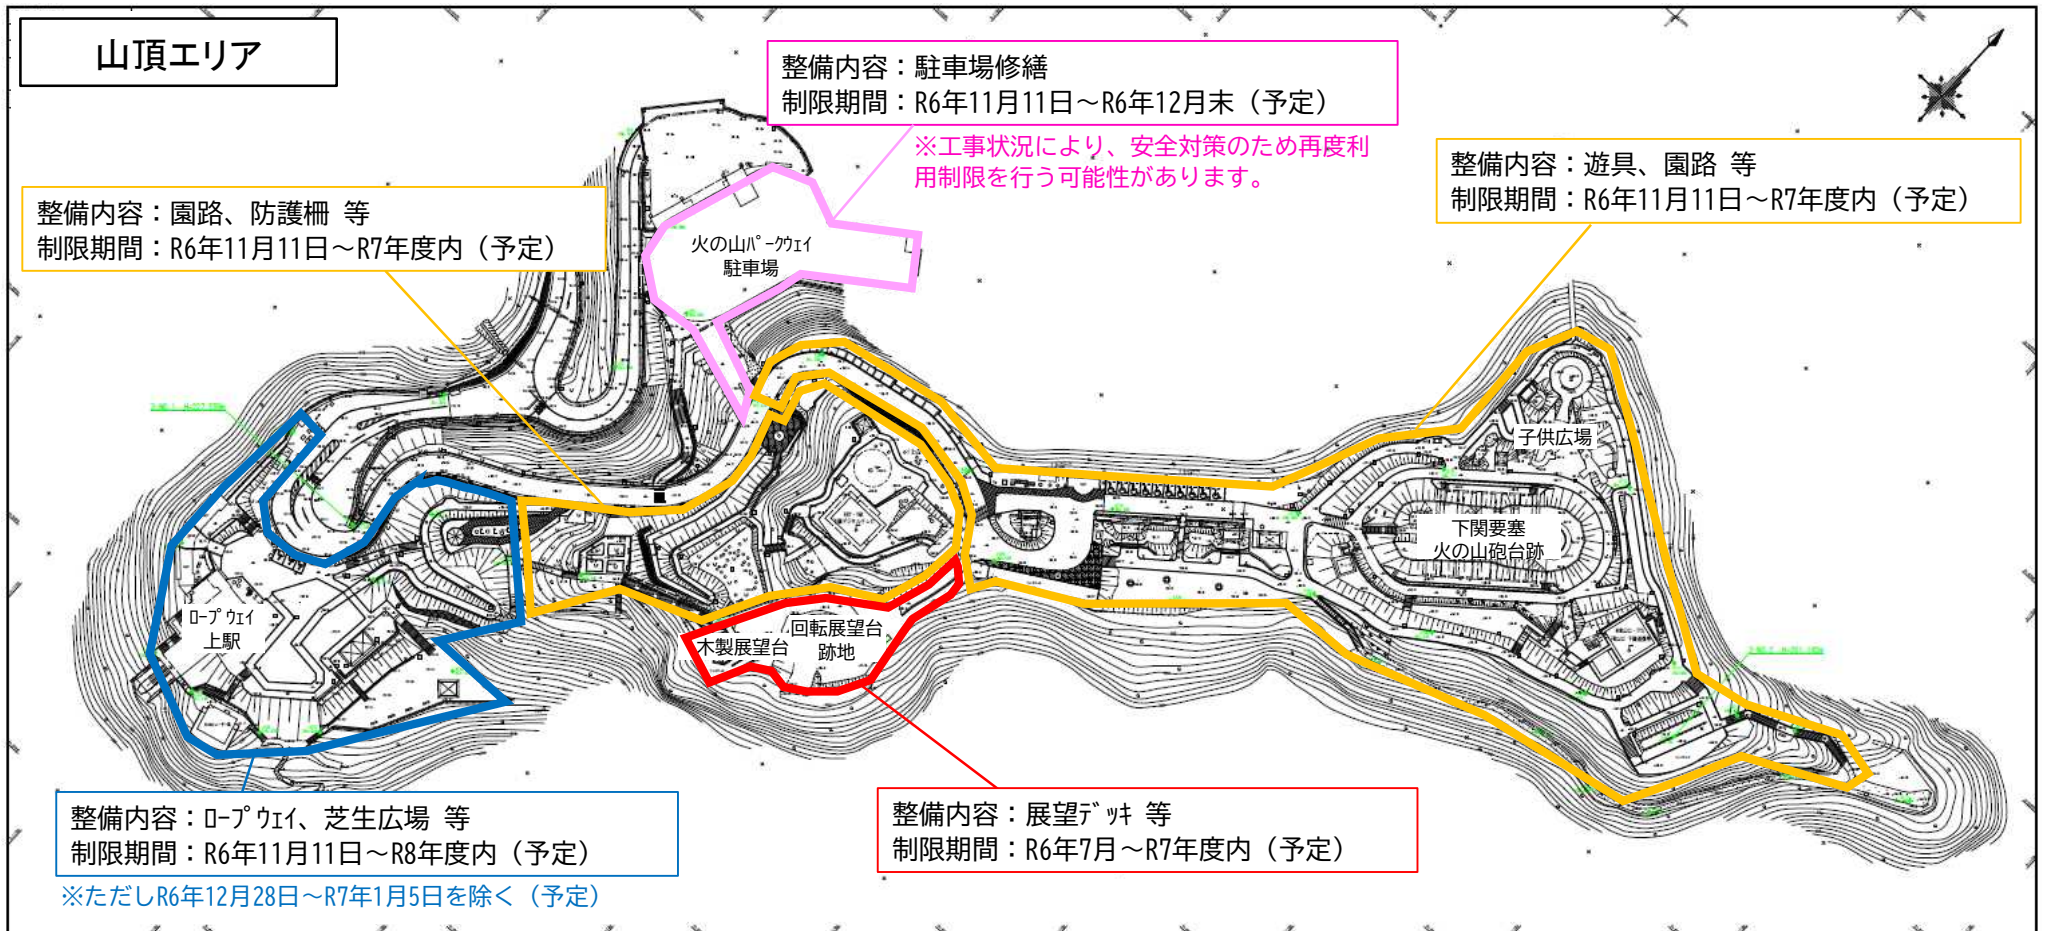 山頂エリア
整備内容：駐車場修繕
制限期間：R6年11月11日～R6年12月末（予定）
※工事状況により、安全対策のため再度利
用制限を行う可能性があります。
整備内容：遊具、園路 等
制限期間：R6年11月11日～R7年度内（予定）
整備内容：園路、防護柵 等
制限期間：R6年11月11日～R7年度内（予定）
火の山ﾊﾟｰｸｳｪｲ
駐車場
子供広場
下関要塞
火の山砲台跡
ﾛｰﾌﾟｳｪｲ
上駅
木製展望台
回転展望台
跡地
整備内容：ﾛｰﾌﾟｳｪｲ、芝生広場 等
制限期間：R6年11月11日～R8年度内（予定）
※ただしR6年12月28日～R7年1月5日を除く（予定）
整備内容：展望ﾃﾞｯｷ 等
制限期間：R6年7月～R7年度内（予定）